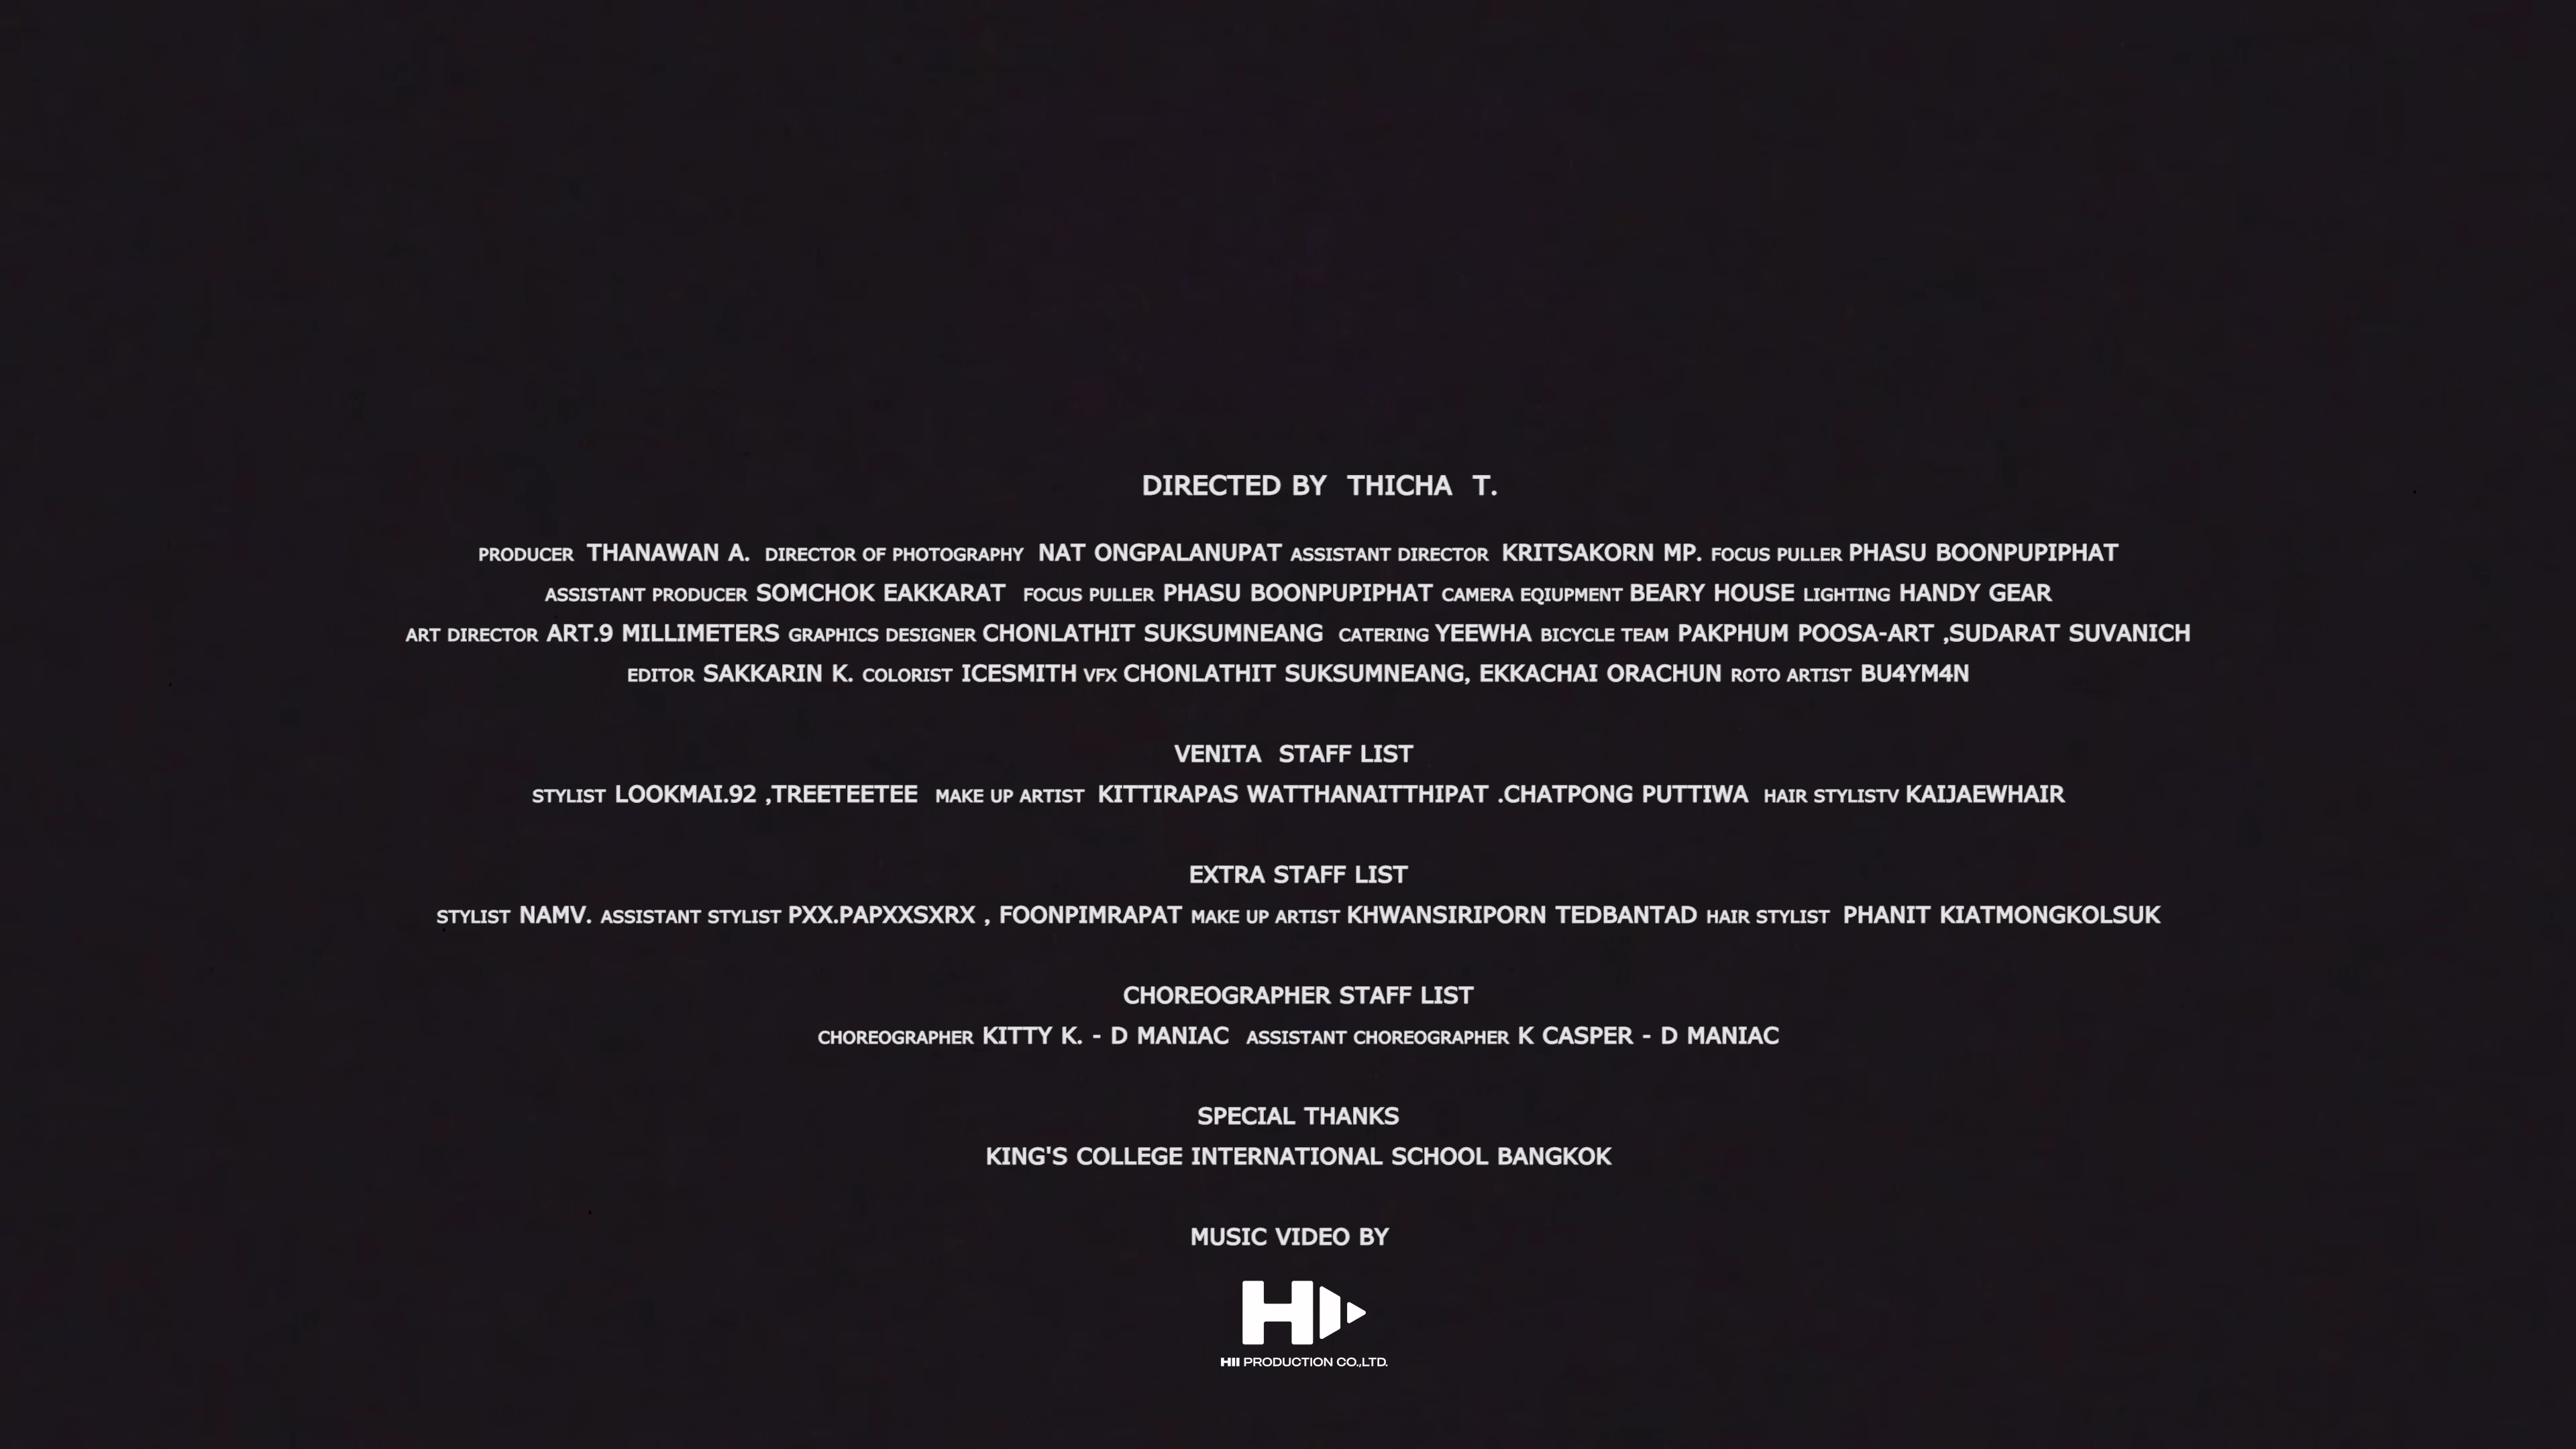 DIRECTED BY THICHA T.
PRODUCER THANAWAN A. DIRECTOR OF PHOTOGRAPHY NAT ONGPALANUPAT ASSISTANT DIRECTOR KRITSAKORN MP. FOCUS PULLER PHASU BOONPUPIPHAT
ASSISTANT PRODUCER SOMCHOK EAKKARAT FOCUS PULLER PHASU BOONPUPIPHAT CAMERA EQIUPMENT BEARY HOUSE LIGHTING HANDY GEAR
ART DIRECTOR ART.9 MILLIMETERS GRAPHICS DESIGNER CHONLATHIT SUKSUMNEANG CATERING YEEWHA BICYCLE TEAM PAKPHUM POOSA-ART ,SUDARAT SUVANICH
EDITOR SAKKARIN K. COLORIST ICESMITH VFX CHONLATHIT SUKSUMNEANG, EKKACHAI ORACHUN ROTO ARTIST BU4YM4N
VENITA STAFF LIST
STYLIST LOOKMAI.92 ,TREETEETEE MAKE UP ARTIST KITTIRAPAS WATTHANAITTHIPAT .CHATPONG PUTTIWA HAIR STYLISTV KAIJAEWHAIR
EXTRA STAFF LIST
STYLIST NAMV. ASSISTANT STYLIST PXX.PAPXXSXRX , FOONPIMRAPAT MAKE UP ARTIST KHWANSIRIPORN TEDBANTAD HAIR STYLIST PHANIT KIATMONGKOLSUK
CHOREOGRAPHER STAFF LIST
CHOREOGRAPHER KITTY K. - D MANIAC ASSISTANT CHOREOGRAPHER K CASPER - D MANIAC
SPECIAL THANKS
KING'S COLLEGE INTERNATIONAL SCHOOL BANGKOK
MUSIC VIDEO BY
H
HII PRODUCTION CO.,LTD.